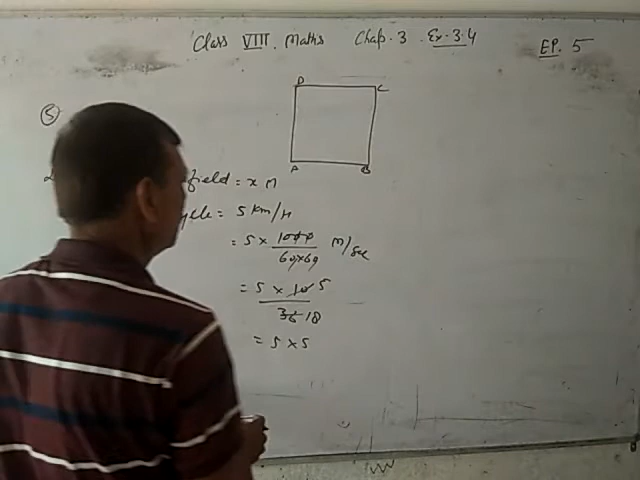 Class VIII Maths Chap. 3 Ex-3.4
EP. 5
5
D C
A B
field = x M
ycle = 5 km/H
= 5 × 1000 / 60×60 M/sec
= 5 × 10 5 / 36 18
= 5 × 5